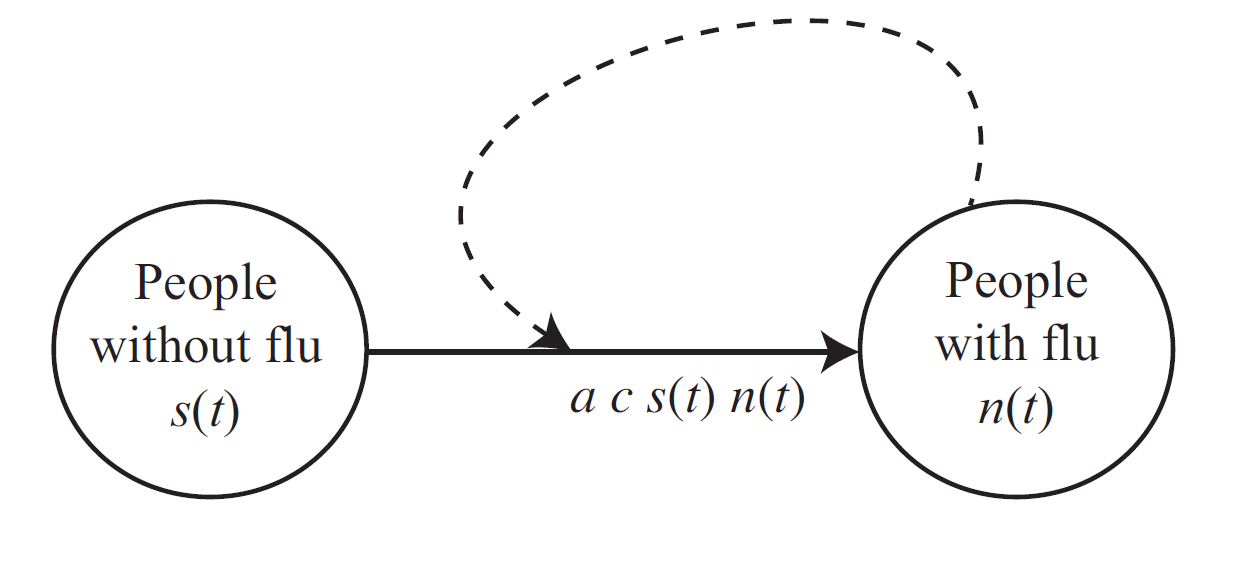 People
without flu
s(t)
a c s(t) n(t)
People
with flu
n(t)